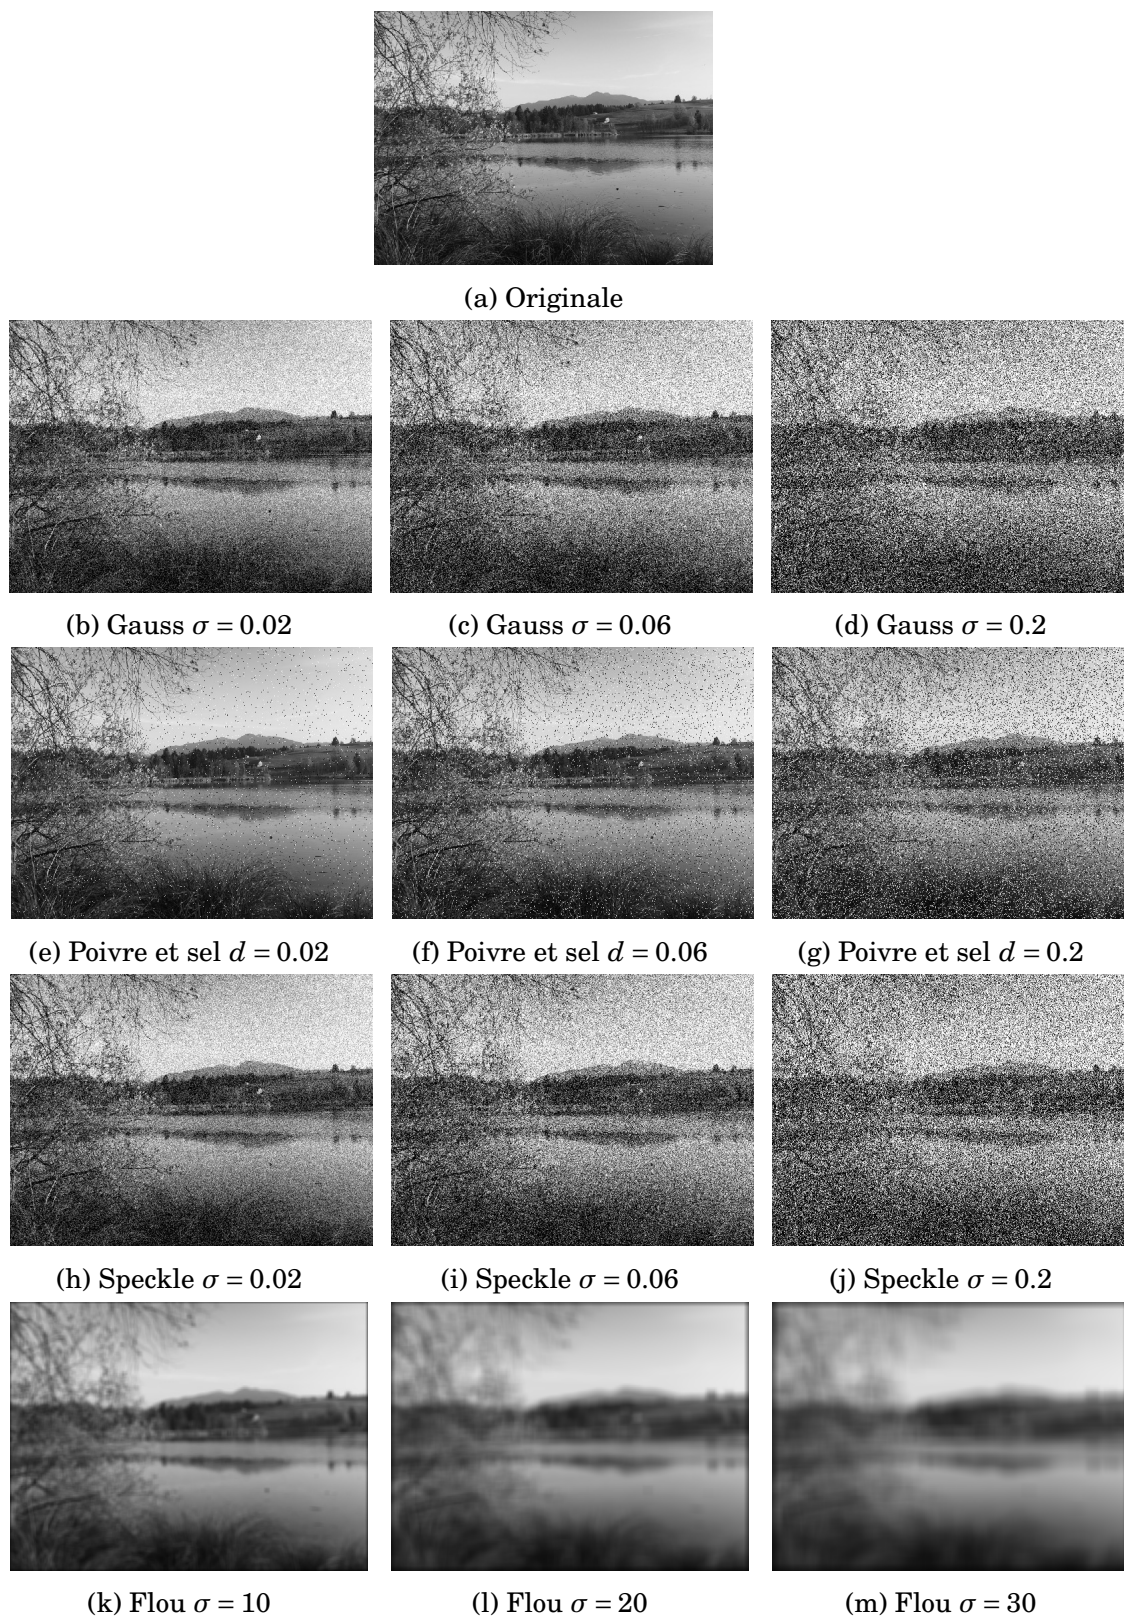 (a) Originale
(b) Gauss σ = 0.02
(c) Gauss σ = 0.06
(d) Gauss σ = 0.2
(e) Poivre et sel d = 0.02
(f) Poivre et sel d = 0.06
(g) Poivre et sel d = 0.2
(h) Speckle σ = 0.02
(i) Speckle σ = 0.06
(j) Speckle σ = 0.2
(k) Flou σ = 10
(l) Flou σ = 20
(m) Flou σ = 30